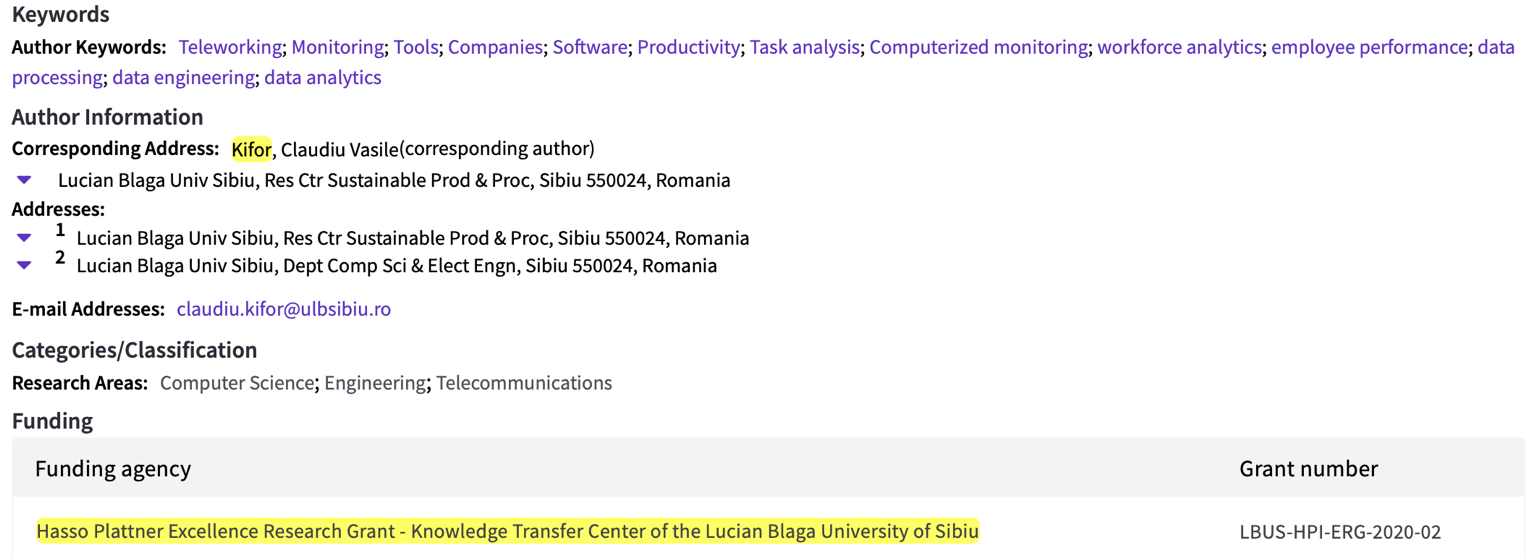 Keywords
Author Keywords: Teleworking; Monitoring; Tools; Companies; Software; Productivity; Task analysis; Computerized monitoring; workforce analytics; employee performance; data
processing; data engineering; data analytics
Author Information
Corresponding Address: Kifor, Claudiu Vasile(corresponding author)
Lucian Blaga Univ Sibiu, Res Ctr Sustainable Prod & Proc, Sibiu 550024, Romania
Addresses:
1 Lucian Blaga Univ Sibiu, Res Ctr Sustainable Prod & Proc, Sibiu 550024, Romania
2 Lucian Blaga Univ Sibiu, Dept Comp Sci & Elect Engn, Sibiu 550024, Romania
E-mail Addresses: claudiu.kifor@ulbsibiu.ro
Categories/Classification
Research Areas: Computer Science; Engineering; Telecommunications
Funding
Funding agency Grant number
Hasso Plattner Excellence Research Grant - Knowledge Transfer Center of the Lucian Blaga University of Sibiu LBUS-HPI-ERG-2020-02